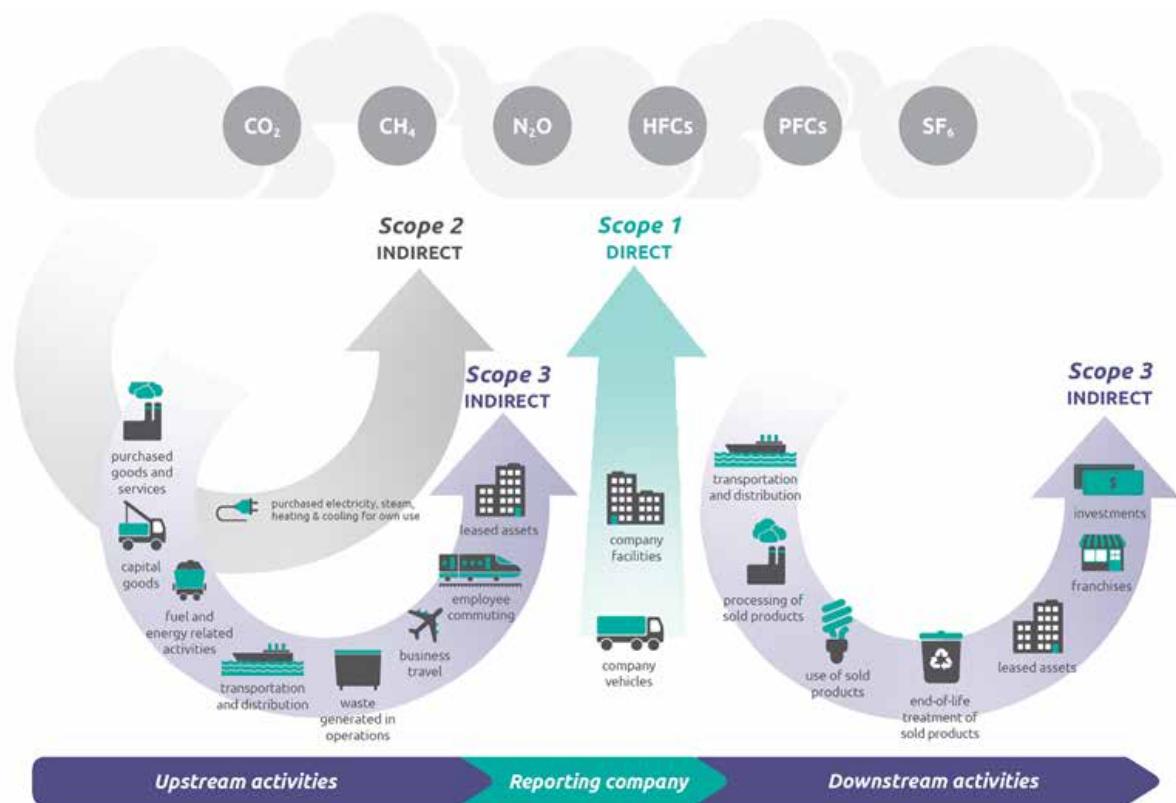 CO₂
CH₄
N₂O
HFCs
PFCs
SF₆
Scope 2
INDIRECT
Scope 1
DIRECT
Scope 3
INDIRECT
Scope 3
INDIRECT
purchased
goods and
services
capital
goods
fuel and
energy related
activities
purchased electricity, steam,
heating & cooling for own use
transportation
and distribution
waste
generated in
operations
business
travel
employee
commuting
leased assets
company
facilities
company
vehicles
transportation
and distribution
processing of
sold products
use of sold
products
end-of-life
treatment of
sold products
leased assets
franchises
$
investments
Upstream activities
Reporting company
Downstream activities